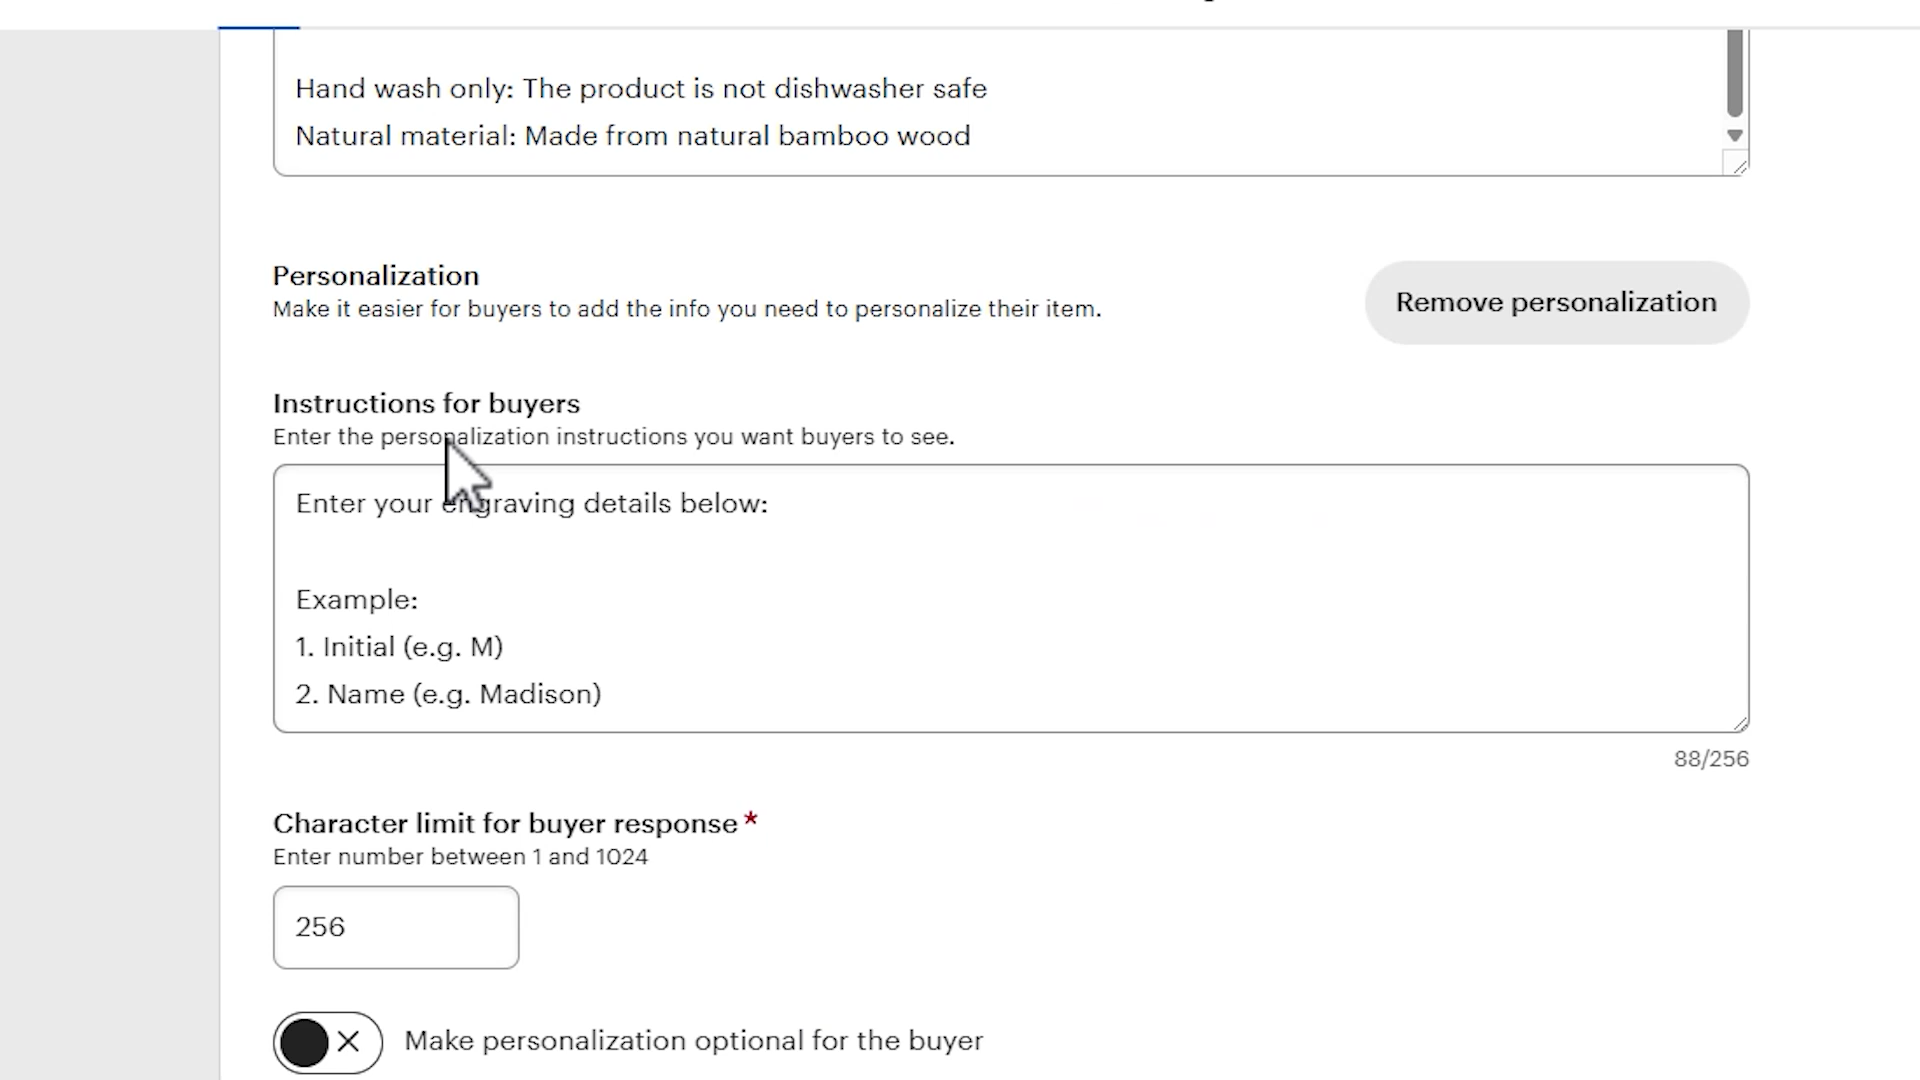 Hand wash only: The product is not dishwasher safe
Natural material: Made from natural bamboo wood
Personalization
Make it easier for buyers to add the info you need to personalize their item.
Remove personalization
Instructions for buyers
Enter the personalization instructions you want buyers to see.
Enter your engraving details below:
Example:
1. Initial (e.g. M)
2. Name (e.g. Madison)
88/256
Character limit for buyer response *
Enter number between 1 and 1024
256
Make personalization optional for the buyer